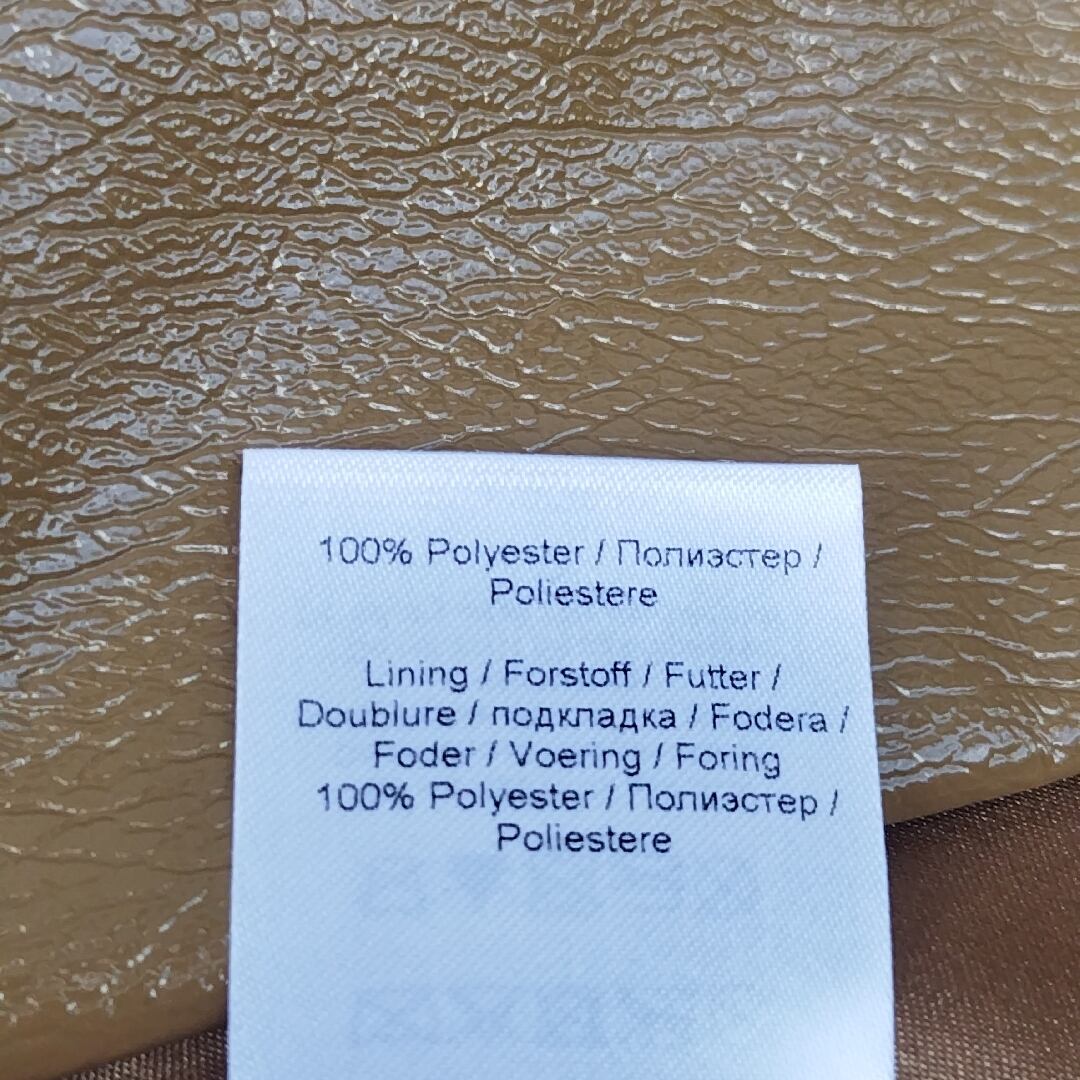 100% Polyester / Полиэстер /
Poliestere
Lining / Forstoff / Futter /
Doublure / подкладка / Fodera /
Foder / Voering / Foring
100% Polyester / Полиэстер /
Poliestere